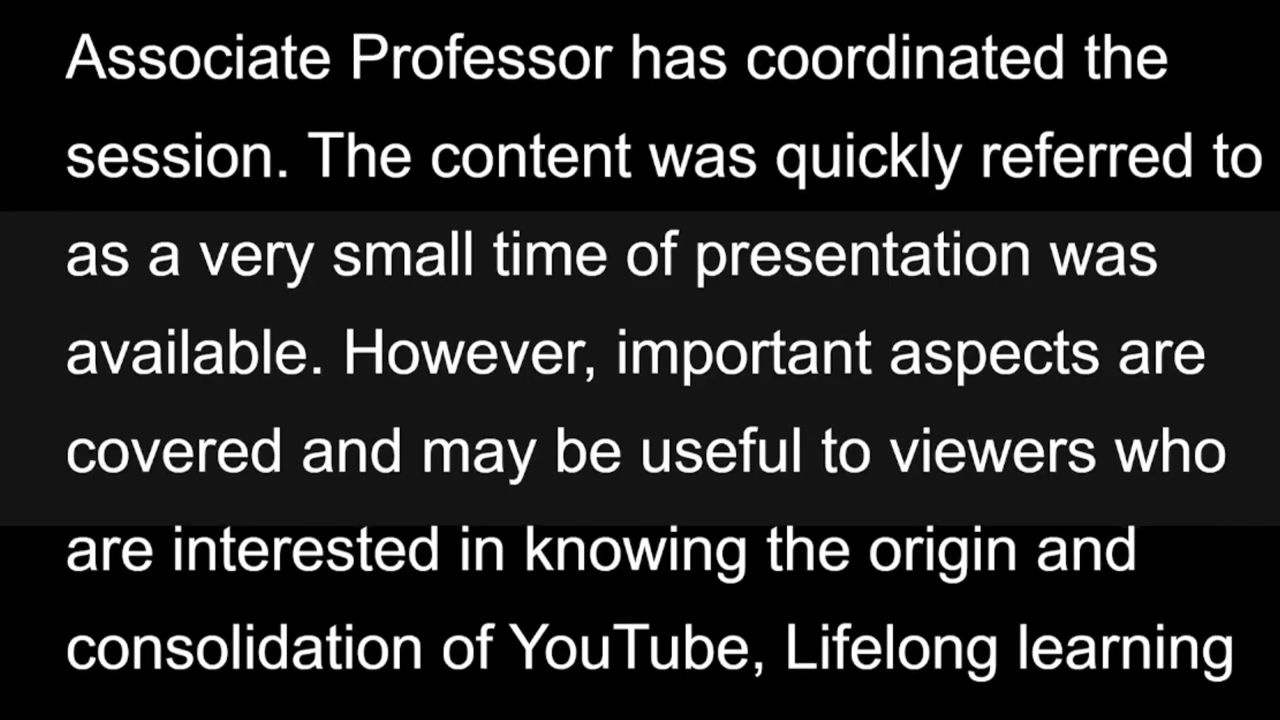 Associate Professor has coordinated the
session. The content was quickly referred to
as a very small time of presentation was
available. However, important aspects are
covered and may be useful to viewers who
are interested in knowing the origin and
consolidation of YouTube, Lifelong learning